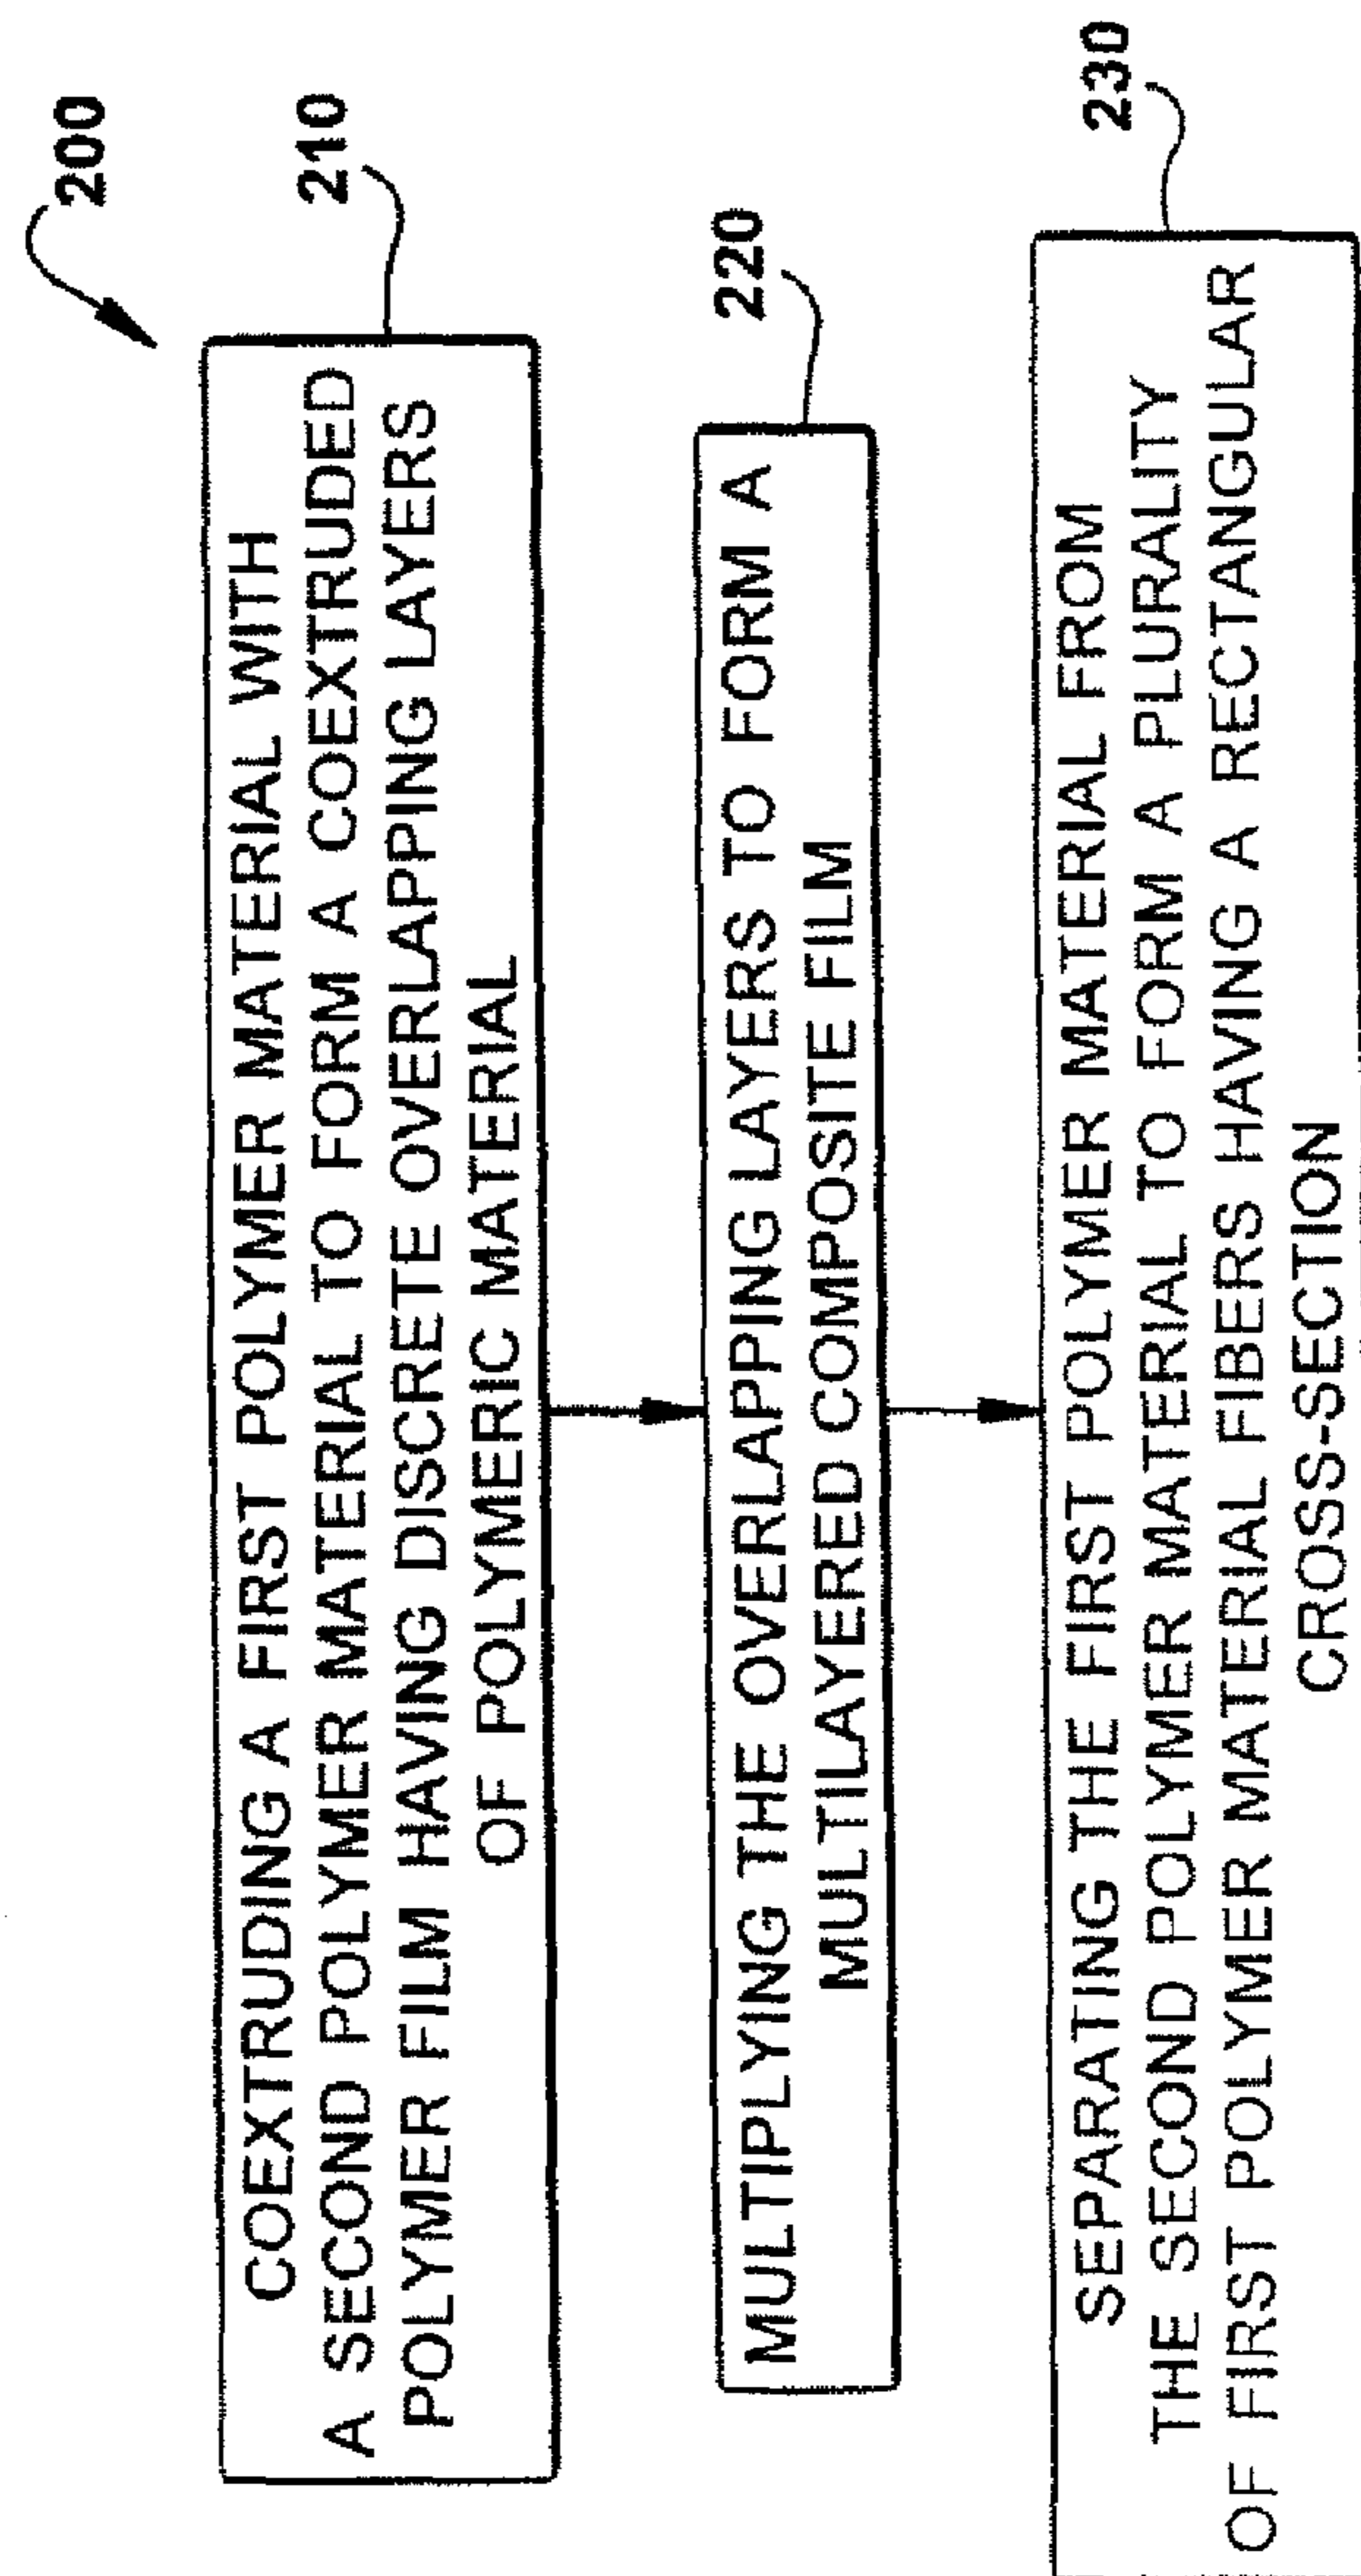 200
COEXTRUDING A FIRST POLYMER MATERIAL WITH
A SECOND POLYMER MATERIAL TO FORM A COEXTRUDED
POLYMER FILM HAVING DISCRETE OVERLAPPING LAYERS
OF POLYMERIC MATERIAL
210
MULTIPLYING THE OVERLAPPING LAYERS TO FORM A
MULTILAYERED COMPOSITE FILM
220
SEPARATING THE FIRST POLYMER MATERIAL FROM
THE SECOND POLYMER MATERIAL TO FORM A PLURALITY
OF FIRST POLYMER MATERIAL FIBERS HAVING A RECTANGULAR
CROSS-SECTION
230